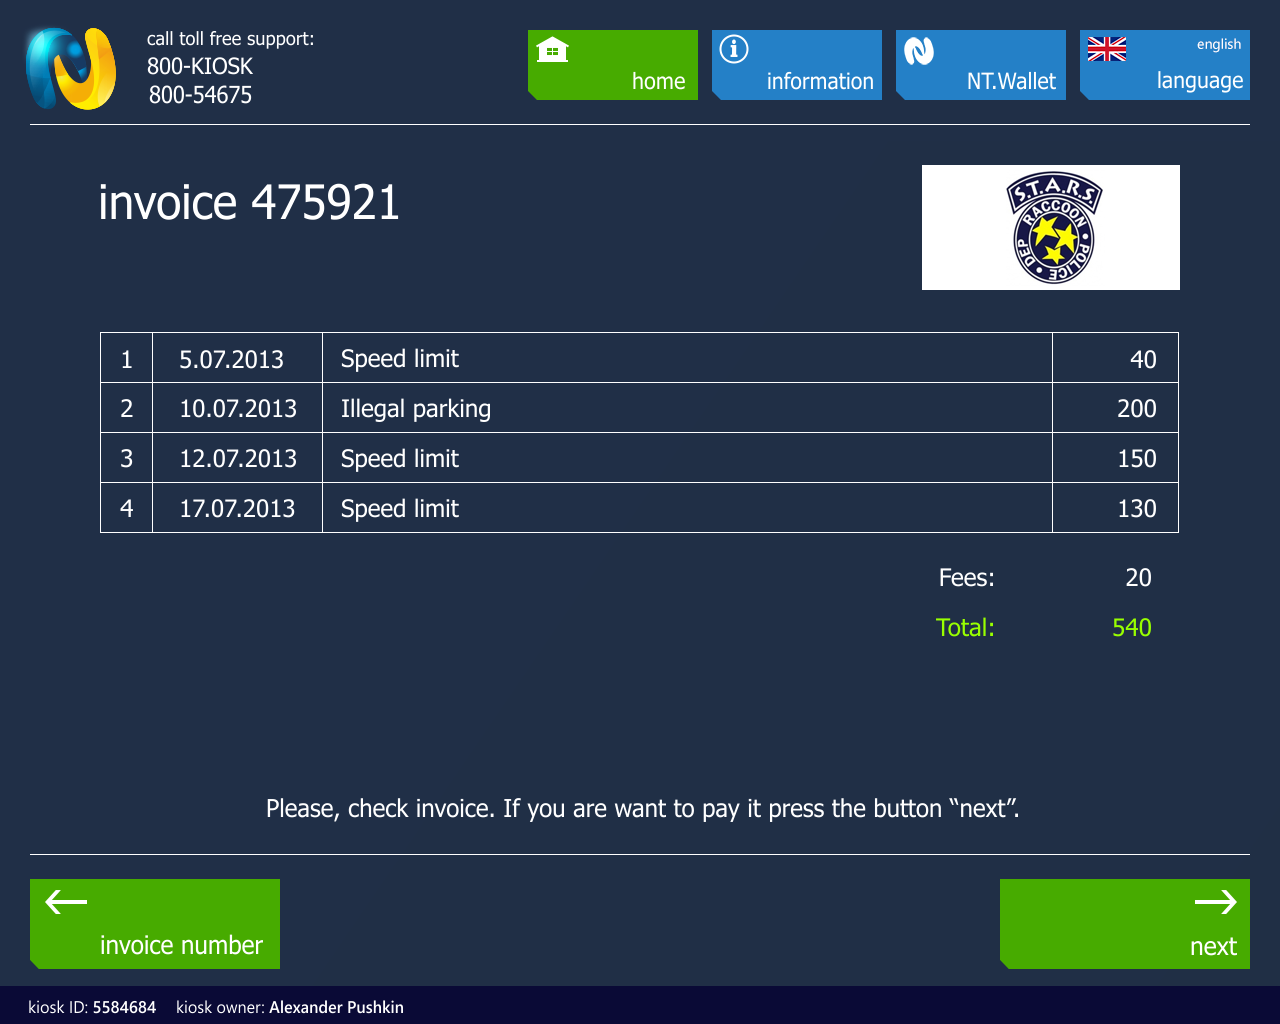 call toll free support:
800-KIOSK
800-54675
home
information
NT.Wallet
english
language
invoice 475921
S.T.A.R.S
RACCOON
POLICE
DEP
1 5.07.2013 Speed limit 40
2 10.07.2013 Illegal parking 200
3 12.07.2013 Speed limit 150
4 17.07.2013 Speed limit 130
Fees: 20
Total: 540
Please, check invoice. If you are want to pay it press the button “next”.
invoice number
next
kiosk ID: 5584684 kiosk owner: Alexander Pushkin